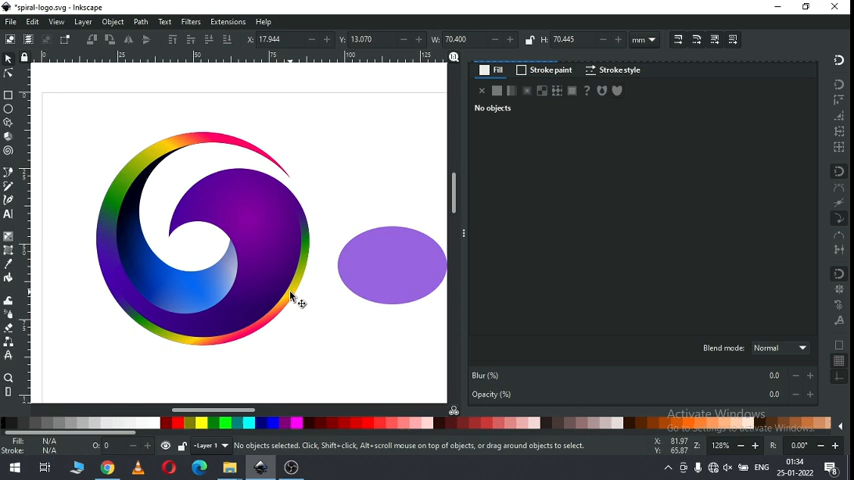 *spiral-logo.svg - Inkscape
File Edit View Layer Object Path Text Filters Extensions Help
X: 17.944 − + Y: 13.070 − + W: 70.400 − + H: 70.445 − + mm
Fill Stroke paint Stroke style
?
No objects
Blend mode: Normal
Blur (%) 0.0 − +
Opacity (%) 0.0 − +
Activate Windows
Go to Settings to activate Windows.
Fill: N/A
Stroke: N/A
O: 0 − + Layer 1 No objects selected. Click, Shift+click, Alt+scroll mouse on top of objects, or drag around objects to select.
X: 81.97
Y: 65.87
Z: 128% − + R: 0.00° − +
ENG
01:34
25-01-2022